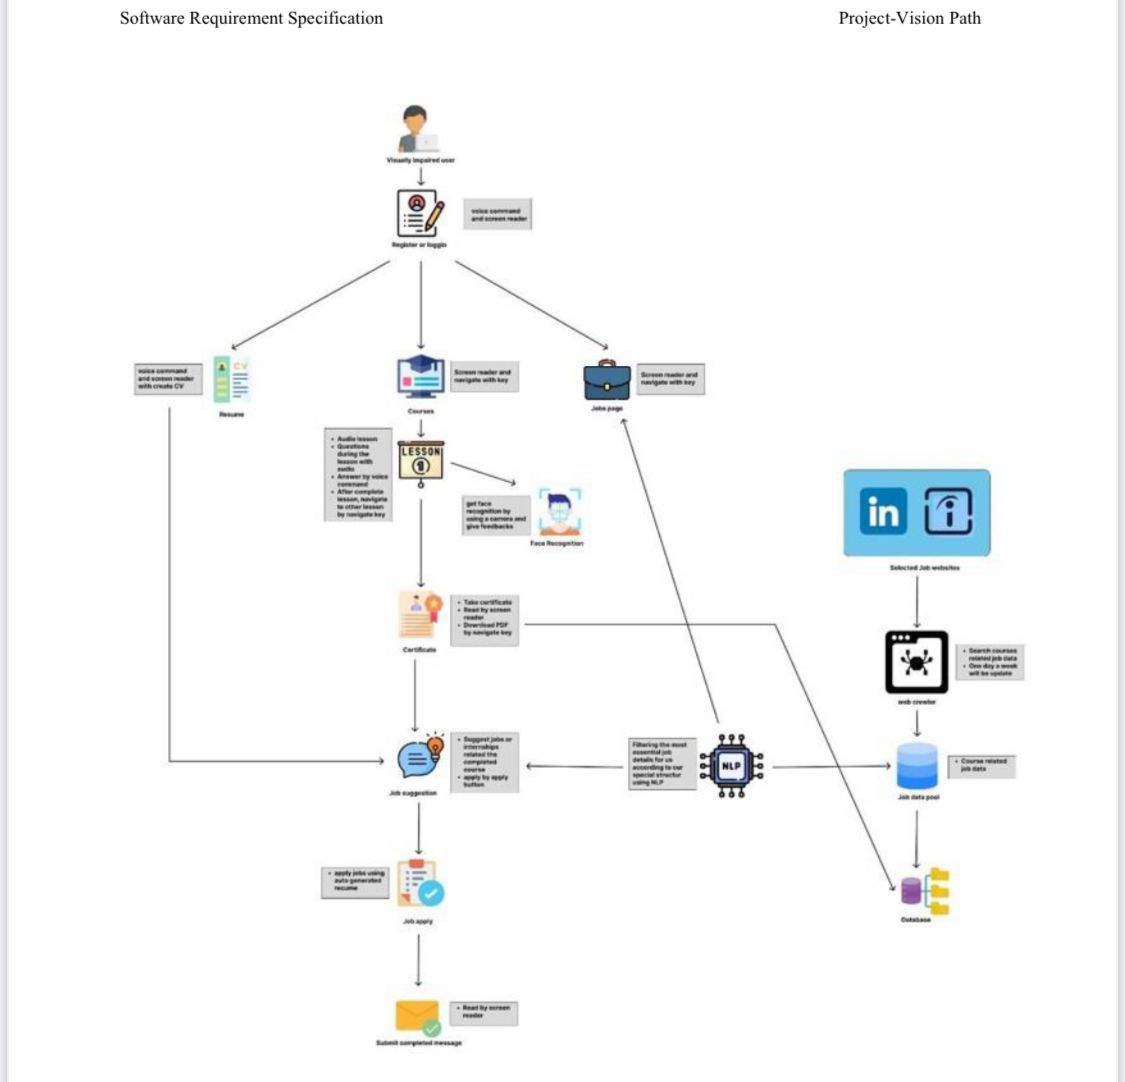 Software Requirement Specification
Project-Vision Path
Visually impaired user
voice command
and screen reader
Register or loggin
voice command
and screen reader
with create CV
CV
Resume
Screen reader and
navigate with key
Courses
Screen reader and
navigate with key
Jobs page
• Audio lesson
• Questions
during the
lesson with
audio
• Answer by voice
command
• After complete
lesson, navigate
to other lesson
by navigate key
LESSON
1
get face
recognition by
using a camera and
give feedbacks
Face Recognition
in
i
Selected Job websites
• Take certificate
• Read by screen
reader
• Download PDF
by navigate key
Certificate
• Search courses
related job data
• One day a week
will be update
web crawler
• Suggest jobs or
internships
related the
completed
course
• apply by apply
button
Job suggestion
Filtering the most
essential job
details for us
according to our
special structur
using NLP
NLP
• Course related
job data
Job data pool
• apply jobs using
auto generated
resume
Job apply
Database
• Read by screen
reader
Submit completed message